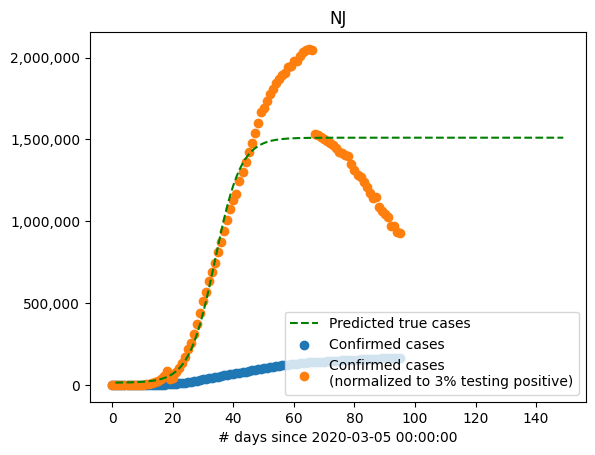 NJ
2,000,000
1,500,000
1,000,000
500,000
0
0 20 40 60 80 100 120 140
# days since 2020-03-05 00:00:00
Predicted true cases
Confirmed cases
Confirmed cases
(normalized to 3% testing positive)